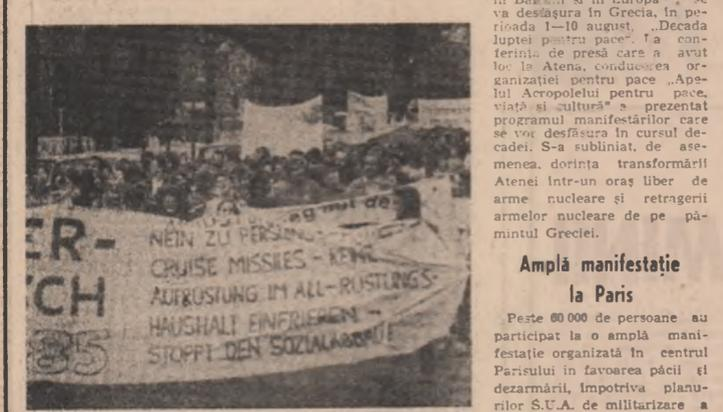 ER-
CH
85
NEIN ZU PERSHING-
CRUISE MISSILES - KEINE
AUFRÜSTUNG IM ALL - RÜSTUNGS-
HAUSHALT EINFRIEREN -
STOPPT DEN SOZIALABBAU
va desfășura în Grecia, în pe-
rioada 1—10 august, „Decada
luptei pentru pace". La con-
ferința de presă care a avut
loc la Atena, conducerea or-
ganizației pentru pace „Ape-
lul Acropolelui pentru pace,
viață și cultură" a prezentat
programul manifestărilor care
se vor desfășura în cursul de-
cadei. S-a subliniat, de ase-
menea, dorința transformării
Atenei într-un oraș liber de
arme nucleare și retragerii
armelor nucleare de pe pă-
mîntul Greciei.
Amplă manifestație
la Paris
Peste 60 000 de persoane au
participat la o amplă mani-
festație organizată în centrul
Parisului în favoarea păcii și
dezarmării, împotriva planu-
rilor S.U.A. de militarizare a